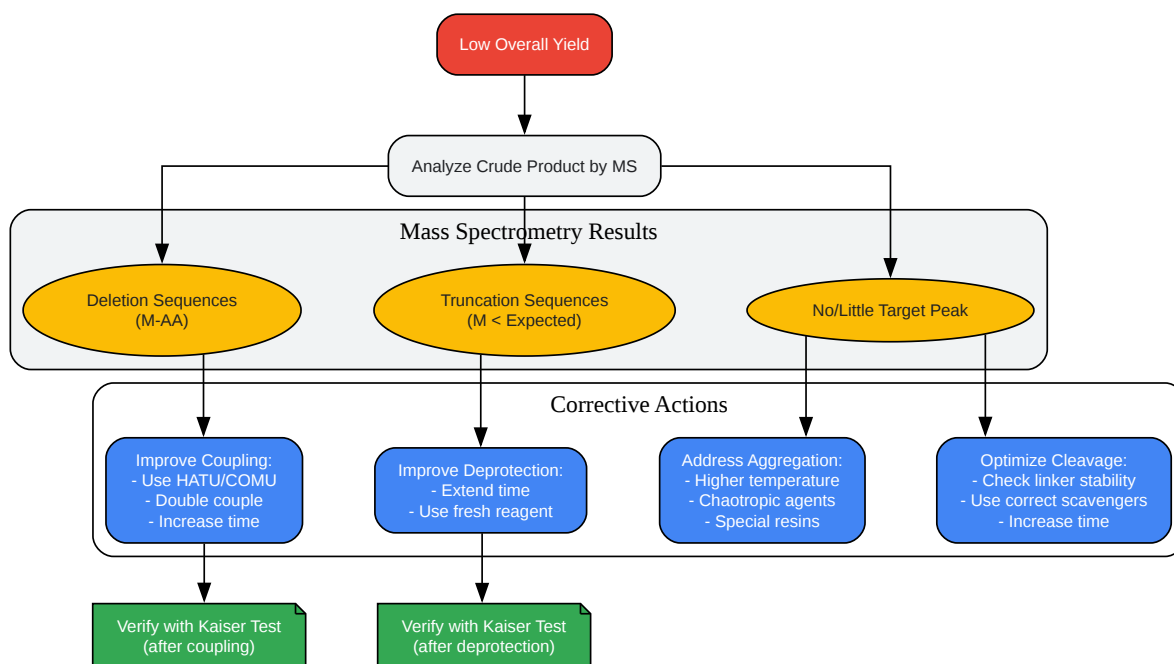 Low Overall Yield
Analyze Crude Product by MS
Mass Spectrometry Results
Deletion Sequences
(M-AA)
Truncation Sequences
(M < Expected)
No/Little Target Peak
Corrective Actions
Improve Coupling:
- Use HATU/COMU
- Double couple
- Increase time
Improve Deprotection:
- Extend time
- Use fresh reagent
Address Aggregation:
- Higher temperature
- Chaotropic agents
- Special resins
Optimize Cleavage:
- Check linker stability
- Use correct scavengers
- Increase time
Verify with Kaiser Test
(after coupling)
Verify with Kaiser Test
(after deprotection)